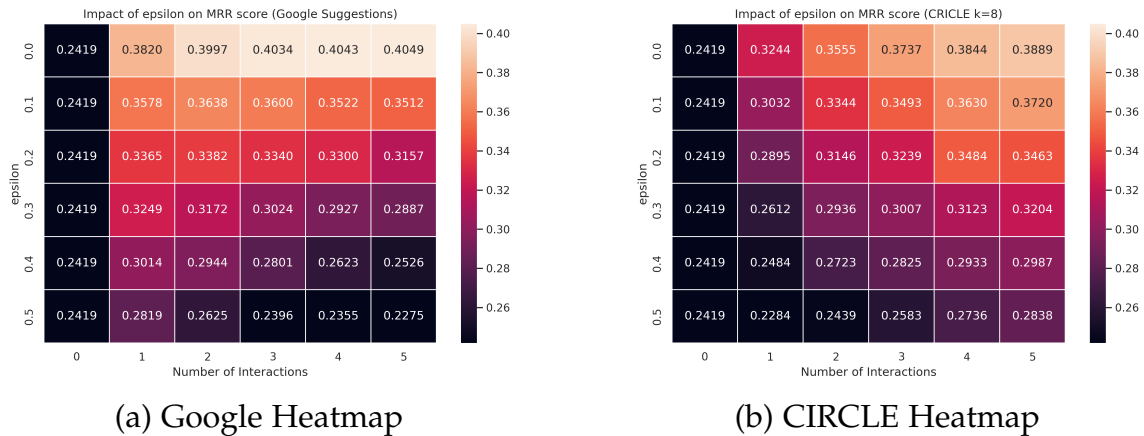 Impact of epsilon on MRR score (Google Suggestions)
epsilon
0.0 0.2419 0.3820 0.3997 0.4034 0.4043 0.4049
0.1 0.2419 0.3578 0.3638 0.3600 0.3522 0.3512
0.2 0.2419 0.3365 0.3382 0.3340 0.3300 0.3157
0.3 0.2419 0.3249 0.3172 0.3024 0.2927 0.2887
0.4 0.2419 0.3014 0.2944 0.2801 0.2623 0.2526
0.5 0.2419 0.2819 0.2625 0.2396 0.2355 0.2275
0 1 2 3 4 5
Number of Interactions
0.40
0.38
0.36
0.34
0.32
0.30
0.28
0.26
(a) Google Heatmap
Impact of epsilon on MRR score (CRICLE k=8)
epsilon
0.0 0.2419 0.3244 0.3555 0.3737 0.3844 0.3889
0.1 0.2419 0.3032 0.3344 0.3493 0.3630 0.3720
0.2 0.2419 0.2895 0.3146 0.3239 0.3484 0.3463
0.3 0.2419 0.2612 0.2936 0.3007 0.3123 0.3204
0.4 0.2419 0.2484 0.2723 0.2825 0.2933 0.2987
0.5 0.2419 0.2284 0.2439 0.2583 0.2736 0.2838
0 1 2 3 4 5
Number of Interactions
0.40
0.38
0.36
0.34
0.32
0.30
0.28
0.26
(b) CIRCLE Heatmap